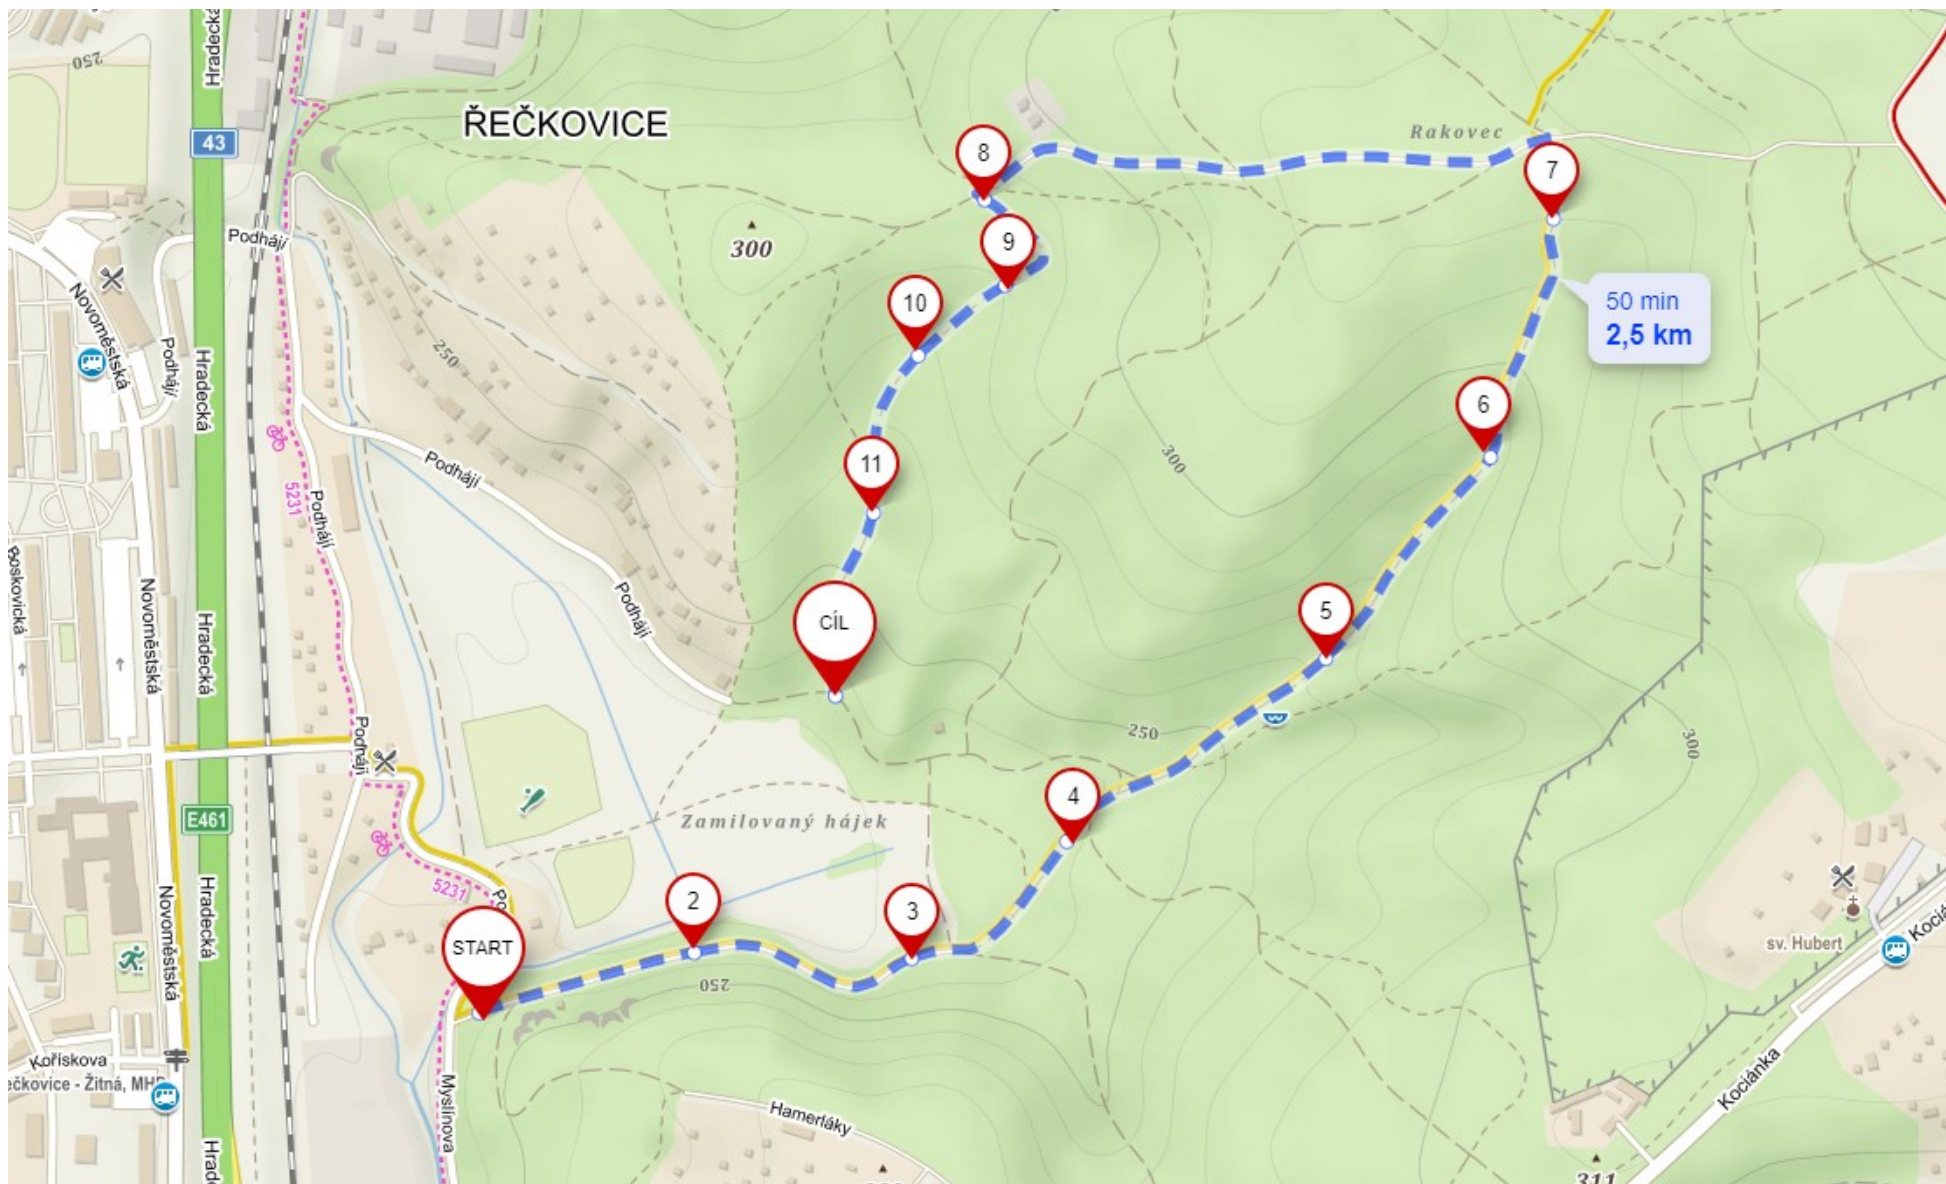 250
Hradecká
ŘEČKOVICE
43
Rakovec
8
7
Podhájí
300
9
Novoměstská
10
50 min
2,5 km
Podhájí
Hradecká
250
6
11
Podhájí
300
5231
Podhájí
Boskovická
Novoměstská
Hradecká
Podhájí
CÍL
5
Podhájí
250
300
4
E461
Zamilovaný hájek
5231
2
3
START
Novoměstská
Hradecká
sv. Hubert
250
Kořískova
Myslínova
Hamerláky
Kociánka
311